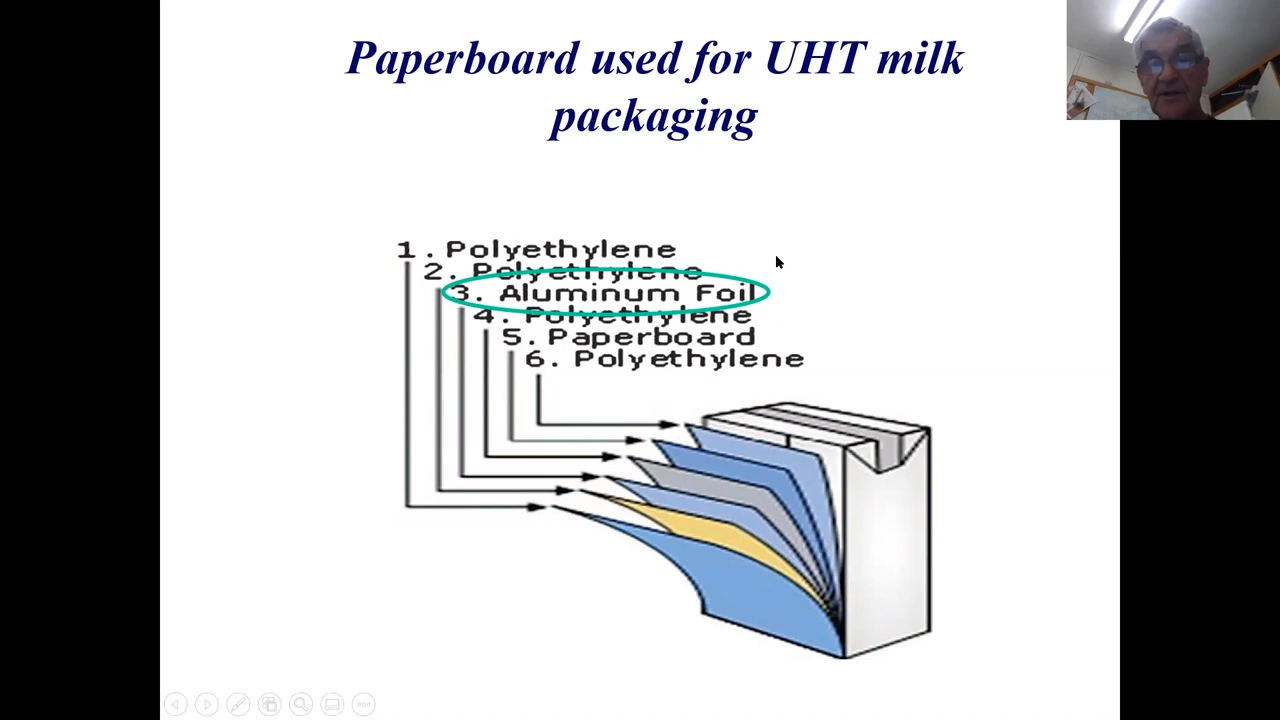 Paperboard used for UHT milk
packaging
1. Polyethylene
2. Polyethylene
3. Aluminum Foil
4. Polyethylene
5. Paperboard
6. Polyethylene